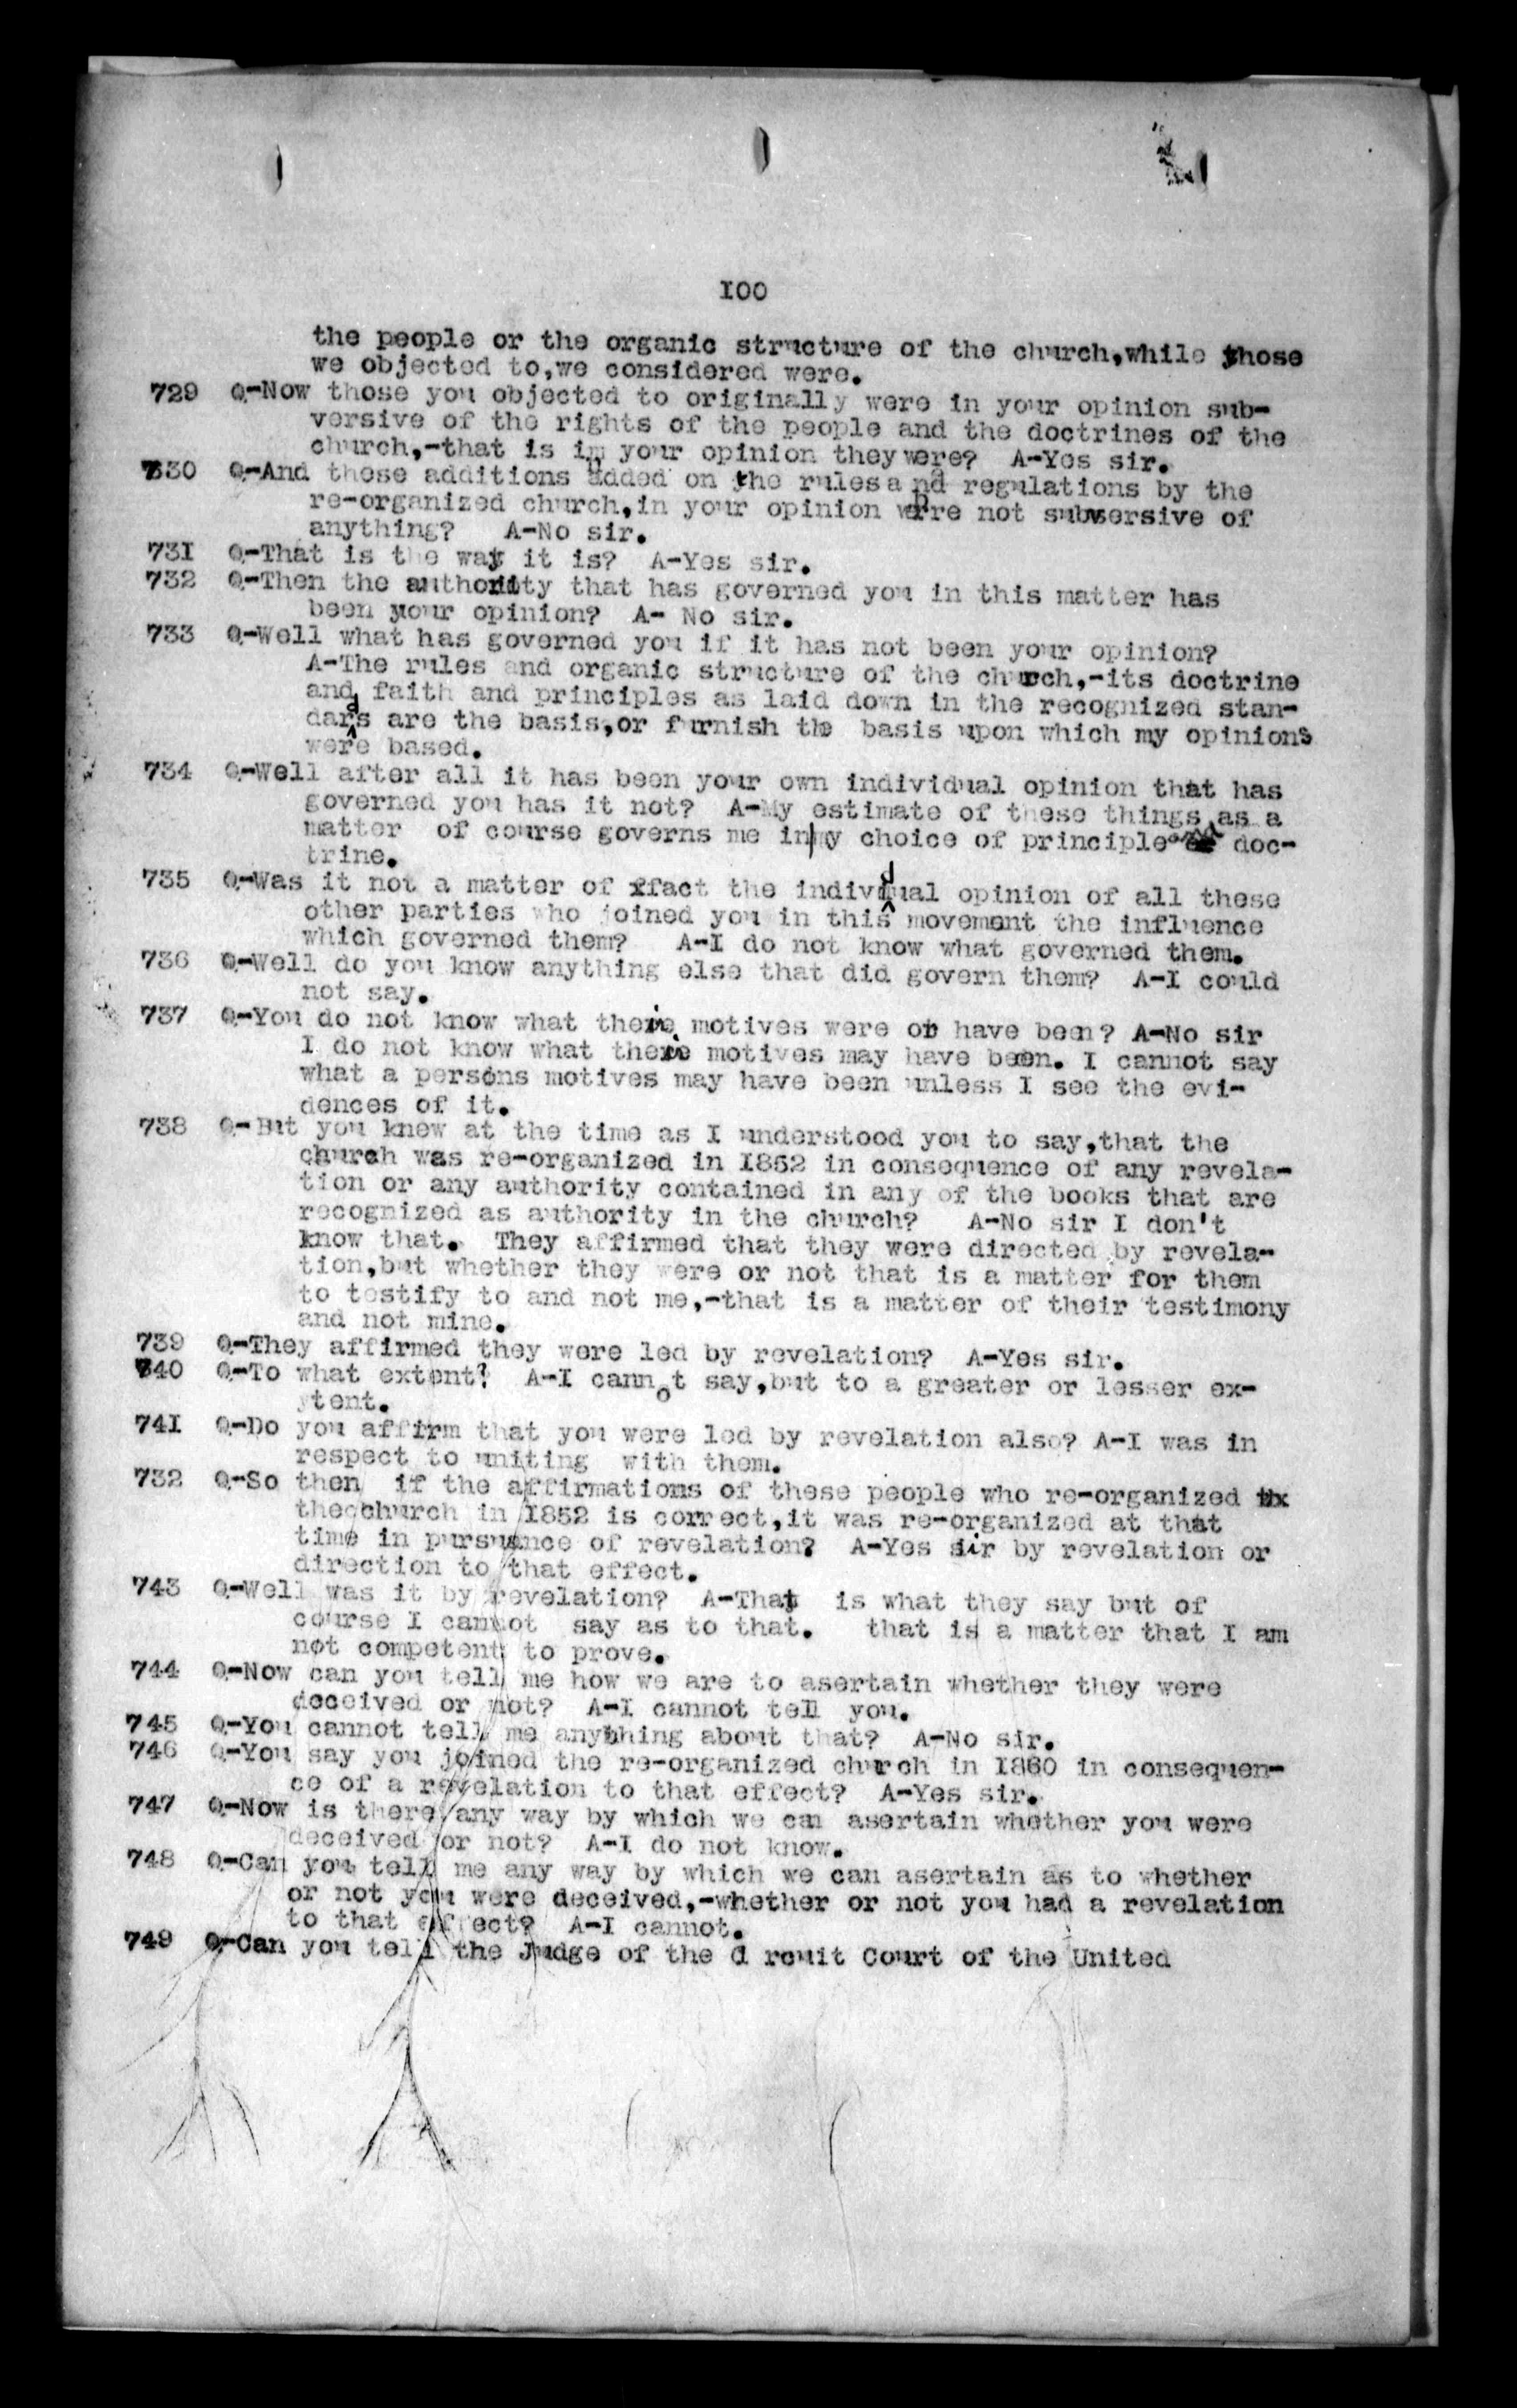 100
the people or the organic structure of the church,while those
we objected to,we considered were.
729 Q-Now those you objected to originally were in your opinion sub-
versive of the rights of the people and the doctrines of the
church,-that is in your opinion they were? A-Yes sir.
730 Q-And these additions added on the rules and regulations by the
re-organized church,in your opinion were not subversive of
anything? A-No sir.
731 Q-That is the way it is? A-Yes sir.
732 Q-Then the authority that has governed you in this matter has
been your opinion? A- No sir.
733 Q-Well what has governed you if it has not been your opinion?
A-The rules and organic structure of the church,-its doctrine
and faith and principles as laid down in the recognized stan-
dards are the basis,or furnish the basis upon which my opinions
were based.
734 Q-Well after all it has been your own individual opinion that has
governed you has it not? A-My estimate of these things as a
matter of course governs me in my choice of principle and doc-
trine.
735 Q-Was it not a matter of fact the individual opinion of all these
other parties who joined you in this movement the influence
which governed them? A-I do not know what governed them.
736 Q-Well do you know anything else that did govern them? A-I could
not say.
737 Q-You do not know what their motives were or have been? A-No sir
I do not know what their motives may have been. I cannot say
what a persons motives may have been unless I see the evi-
dences of it.
738 Q-But you knew at the time as I understood you to say,that the
church was re-organized in 1852 in consequence of any revela-
tion or any authority contained in any of the books that are
recognized as authority in the church? A-No sir I don't
know that. They affirmed that they were directed by revela-
tion,but whether they were or not that is a matter for them
to testify to and not me,-that is a matter of their testimony
and not mine.
739 Q-They affirmed they were led by revelation? A-Yes sir.
740 Q-To what extent? A-I cannot say,but to a greater or lesser ex-
tent.
741 Q-Do you affirm that you were led by revelation also? A-I was in
respect to uniting with them.
732 Q-So then if the affirmations of these people who re-organized
the church in 1852 is correct,it was re-organized at that
time in pursuance of revelation? A-Yes sir by revelation or
direction to that effect.
743 Q-Well was it by revelation? A-That is what they say but of
course I cannot say as to that. that is a matter that I am
not competent to prove.
744 Q-Now can you tell me how we are to asertain whether they were
deceived or not? A-I cannot tell you.
745 Q-You cannot tell me anything about that? A-No sir.
746 Q-You say you joined the re-organized church in 1860 in consequen-
ce of a revelation to that effect? A-Yes sir.
747 Q-Now is there any way by which we can asertain whether you were
deceived or not? A-I do not know.
748 Q-Can you tell me any way by which we can asertain as to whether
or not you were deceived,-whether or not you had a revelation
to that effect? A-I cannot.
749 Q-Can you tell the Judge of the Circuit Court of the United